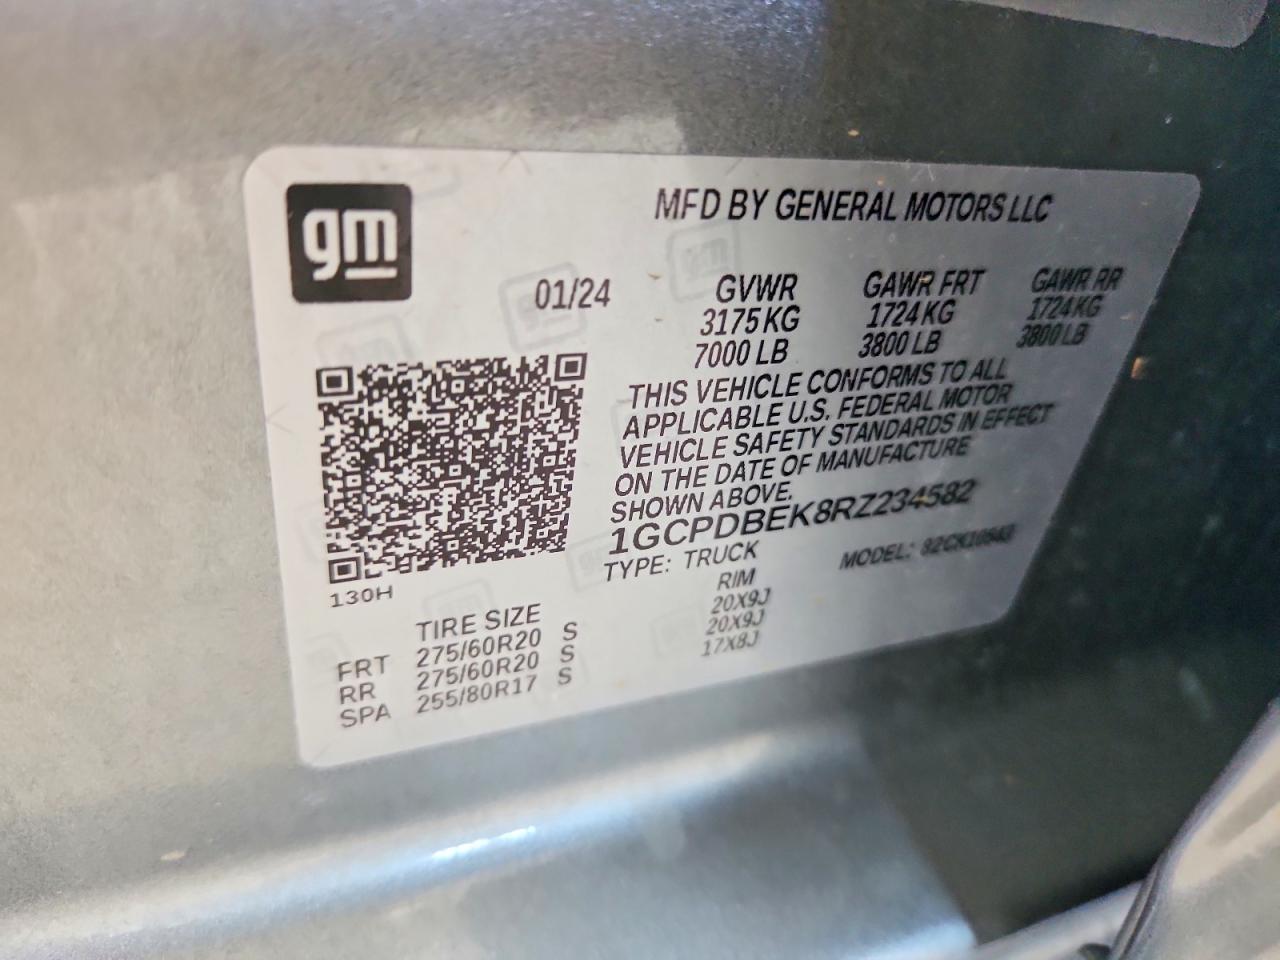 gm
MFD BY GENERAL MOTORS LLC
01/24 GVWR GAWR FRT GAWR RR
3175 KG 1724 KG 1724 KG
7000 LB 3800 LB 3800 LB
THIS VEHICLE CONFORMS TO ALL
APPLICABLE U.S. FEDERAL MOTOR
VEHICLE SAFETY STANDARDS IN EFFECT
ON THE DATE OF MANUFACTURE
SHOWN ABOVE.
1GCPDBEK8RZ234582
TYPE: TRUCK MODEL:
130H
TIRE SIZE RIM
FRT 275/60R20 S 20X9J
RR 275/60R20 S 20X9J
SPA 255/80R17 S 17X8J